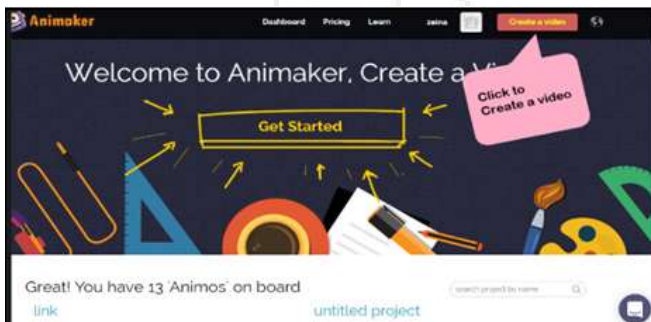 Animaker
Dashboard Pricing Learn zaina Create a video
Welcome to Animaker, Create a Vi
Click to
Create a video
Get Started
Great! You have 13 'Animos' on board
search project by name
link untitled project